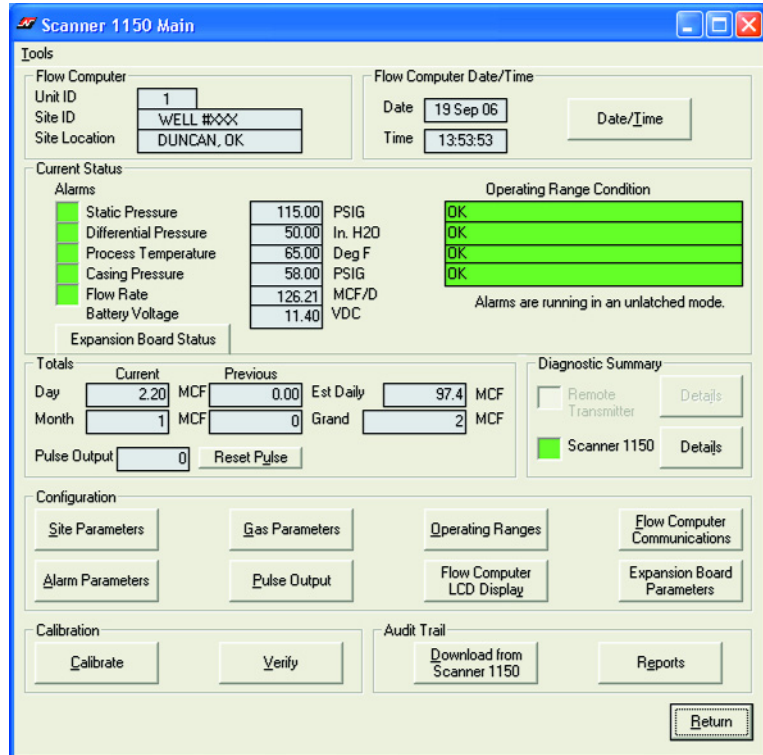 Scanner 1150 Main
Tools
Flow Computer
Unit ID 1
Site ID WELL #XXX
Site Location DUNCAN, OK
Flow Computer Date/Time
Date 19 Sep 06
Time 13:53:53
Date/Time
Current Status
Alarms
Operating Range Condition
Static Pressure 115.00 PSIG OK
Differential Pressure 50.00 In. H2O OK
Process Temperature 65.00 Deg F OK
Casing Pressure 58.00 PSIG OK
Flow Rate 126.21 MCF/D
Battery Voltage 11.40 VDC
Alarms are running in an unlatched mode.
Expansion Board Status
Totals
Current Previous
Day 2.20 MCF 0.00 Est Daily 97.4 MCF
Month 1 MCF 0 Grand 2 MCF
Pulse Output 0 Reset Pulse
Diagnostic Summary
Remote
Transmitter
Details
Scanner 1150 Details
Configuration
Site Parameters
Gas Parameters
Operating Ranges
Flow Computer
Communications
Alarm Parameters
Pulse Output
Flow Computer
LCD Display
Expansion Board
Parameters
Calibration
Calibrate
Verify
Audit Trail
Download from
Scanner 1150
Reports
Return